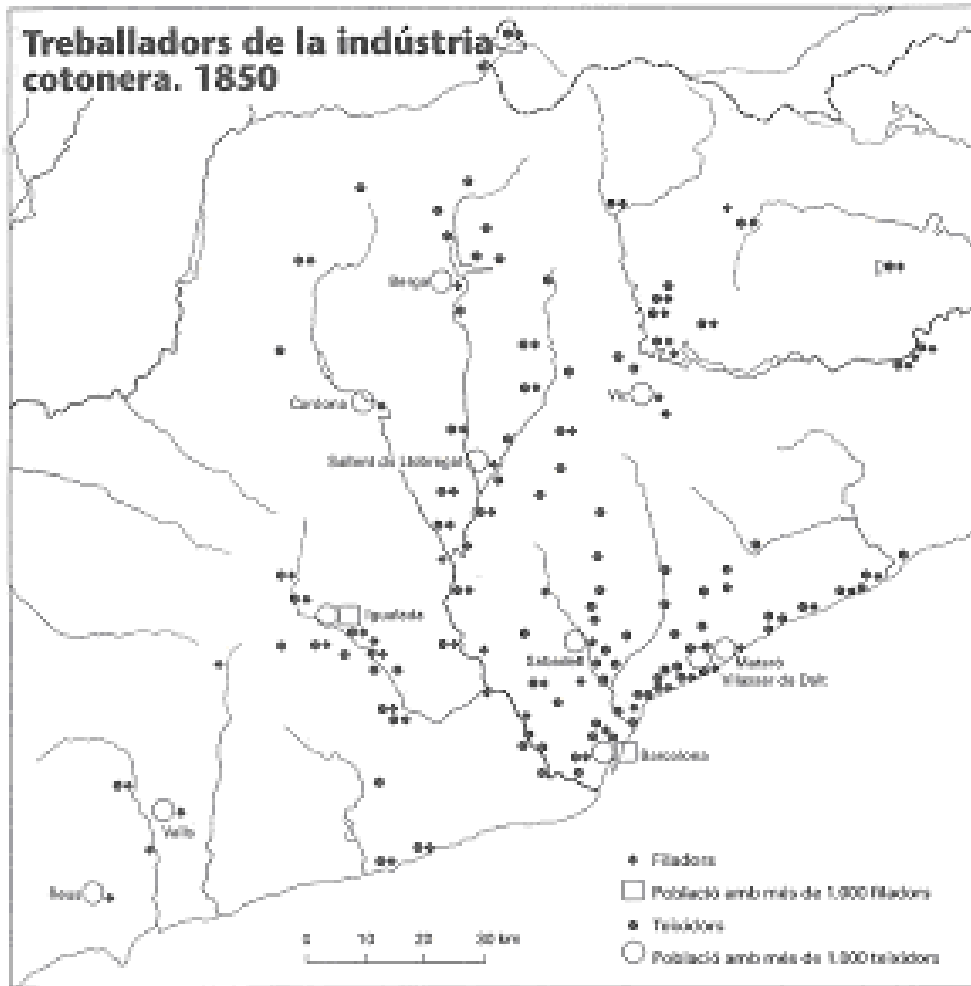 Treballadors de la indústria
cotonera. 1850
Berga
Vic
Cardona
Sallent de Llobregat
Igualada
Sabadell
Mataró
Vilassar de Dalt
Barcelona
Valls
Reus
Filadors
Població amb més de 1.000 filadors
Teixidors
Població amb més de 1.000 teixidors
0 10 20 30 km